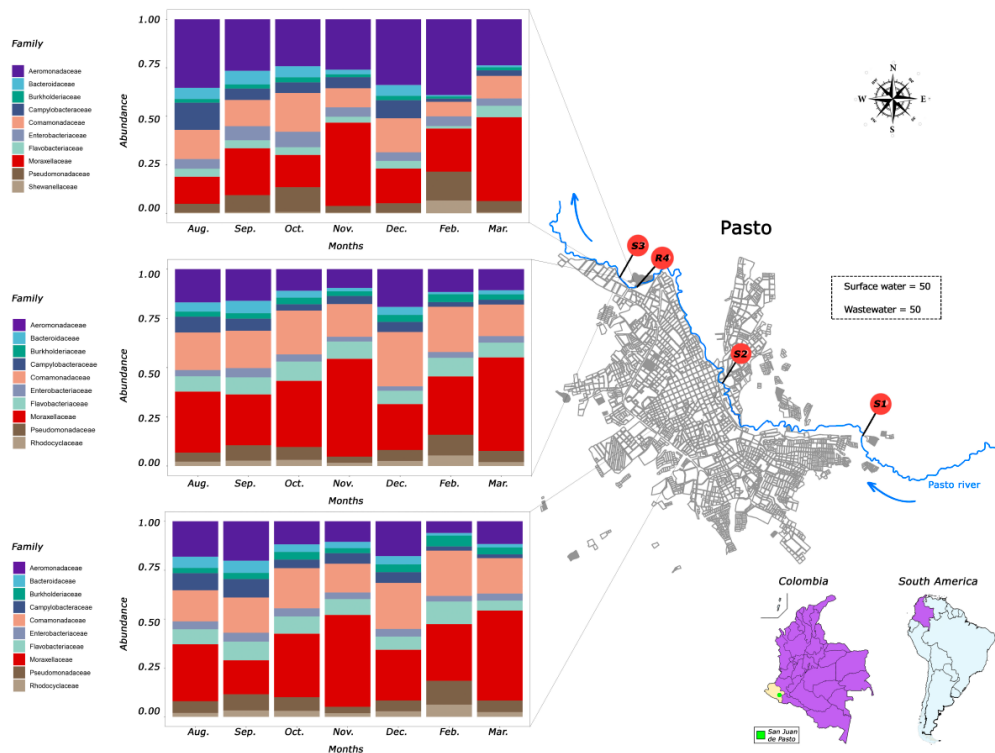 Family
Aeromonadaceae
Bacteroidaceae
Burkholderiaceae
Campylobacteraceae
Comamonadaceae
Enterobacteriaceae
Flavobacteriaceae
Moraxellaceae
Pseudomonadaceae
Shewanellaceae
Abundance
1.00
0.75
0.50
0.25
0.00
Aug. Sep. Oct. Nov. Dec. Feb. Mar.
Months
Family
Aeromonadaceae
Bacteroidaceae
Burkholderiaceae
Campylobacteraceae
Comamonadaceae
Enterobacteriaceae
Flavobacteriaceae
Moraxellaceae
Pseudomonadaceae
Rhodocyclaceae
Abundance
1.00
0.75
0.50
0.25
0.00
Aug. Sep. Oct. Nov. Dec. Feb. Mar.
Months
Family
Aeromonadaceae
Bacteroidaceae
Burkholderiaceae
Campylobacteraceae
Comamonadaceae
Enterobacteriaceae
Flavobacteriaceae
Moraxellaceae
Pseudomonadaceae
Rhodocyclaceae
Abundance
1.00
0.75
0.50
0.25
0.00
Aug. Sep. Oct. Nov. Dec. Feb. Mar.
Months
N
W E
S
Pasto
S3
R4
S2
S1
Surface water = 50
Wastewater = 50
Pasto river
Colombia
South America
San Juan
de Pasto